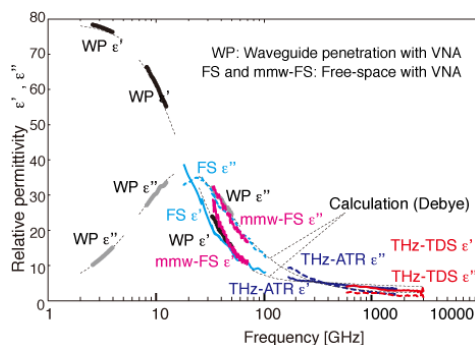 80
70
60
50
40
30
20
10
0
Relative permittivity ε', ε"
WP: Waveguide penetration with VNA
FS and mmw-FS: Free-space with VNA
WP ε'
WP ε'
FS ε"
WP ε"
WP ε"
mmw-FS ε"
FS ε'
Calculation (Debye)
WP ε"
WP ε'
mmw-FS ε'
THz-TDS ε'
THz-ATR ε"
THz-TDS ε"
THz-ATR ε'
1
10
100
1000
Frequency [GHz]